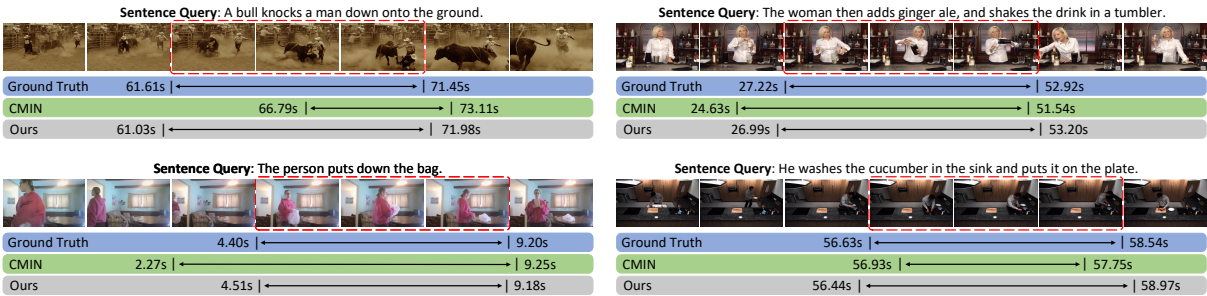 Sentence Query: A bull knocks a man down onto the ground.
Ground Truth 61.61s 71.45s
CMIN 66.79s 73.11s
Ours 61.03s 71.98s
Sentence Query: The woman then adds ginger ale, and shakes the drink in a tumbler.
Ground Truth 27.22s 52.92s
CMIN 24.63s 51.54s
Ours 26.99s 53.20s
Sentence Query: The person puts down the bag.
Ground Truth 4.40s 9.20s
CMIN 2.27s 9.25s
Ours 4.51s 9.18s
Sentence Query: He washes the cucumber in the sink and puts it on the plate.
Ground Truth 56.63s 58.54s
CMIN 56.93s 57.75s
Ours 56.44s 58.97s